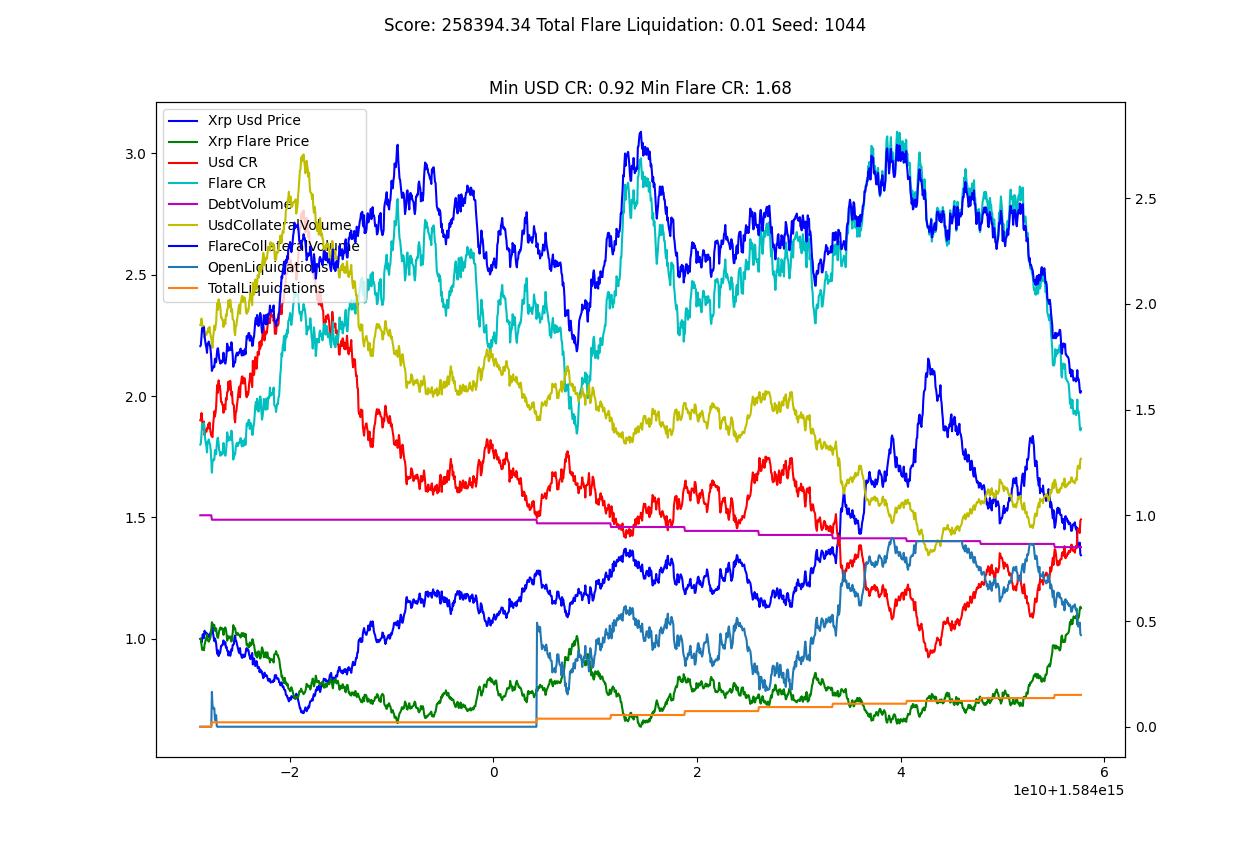 Score: 258394.34 Total Flare Liquidation: 0.01 Seed: 1044
Min USD CR: 0.92 Min Flare CR: 1.68
Xrp Usd Price
Xrp Flare Price
Usd CR
Flare CR
DebtVolume
UsdCollateralVolume
FlareCollateralVolume
OpenLiquidations
TotalLiquidations
3.0
2.5
2.0
1.5
1.0
2.5
2.0
1.5
1.0
0.5
0.0
−2
0
2
4
6
1e10+1.584e15